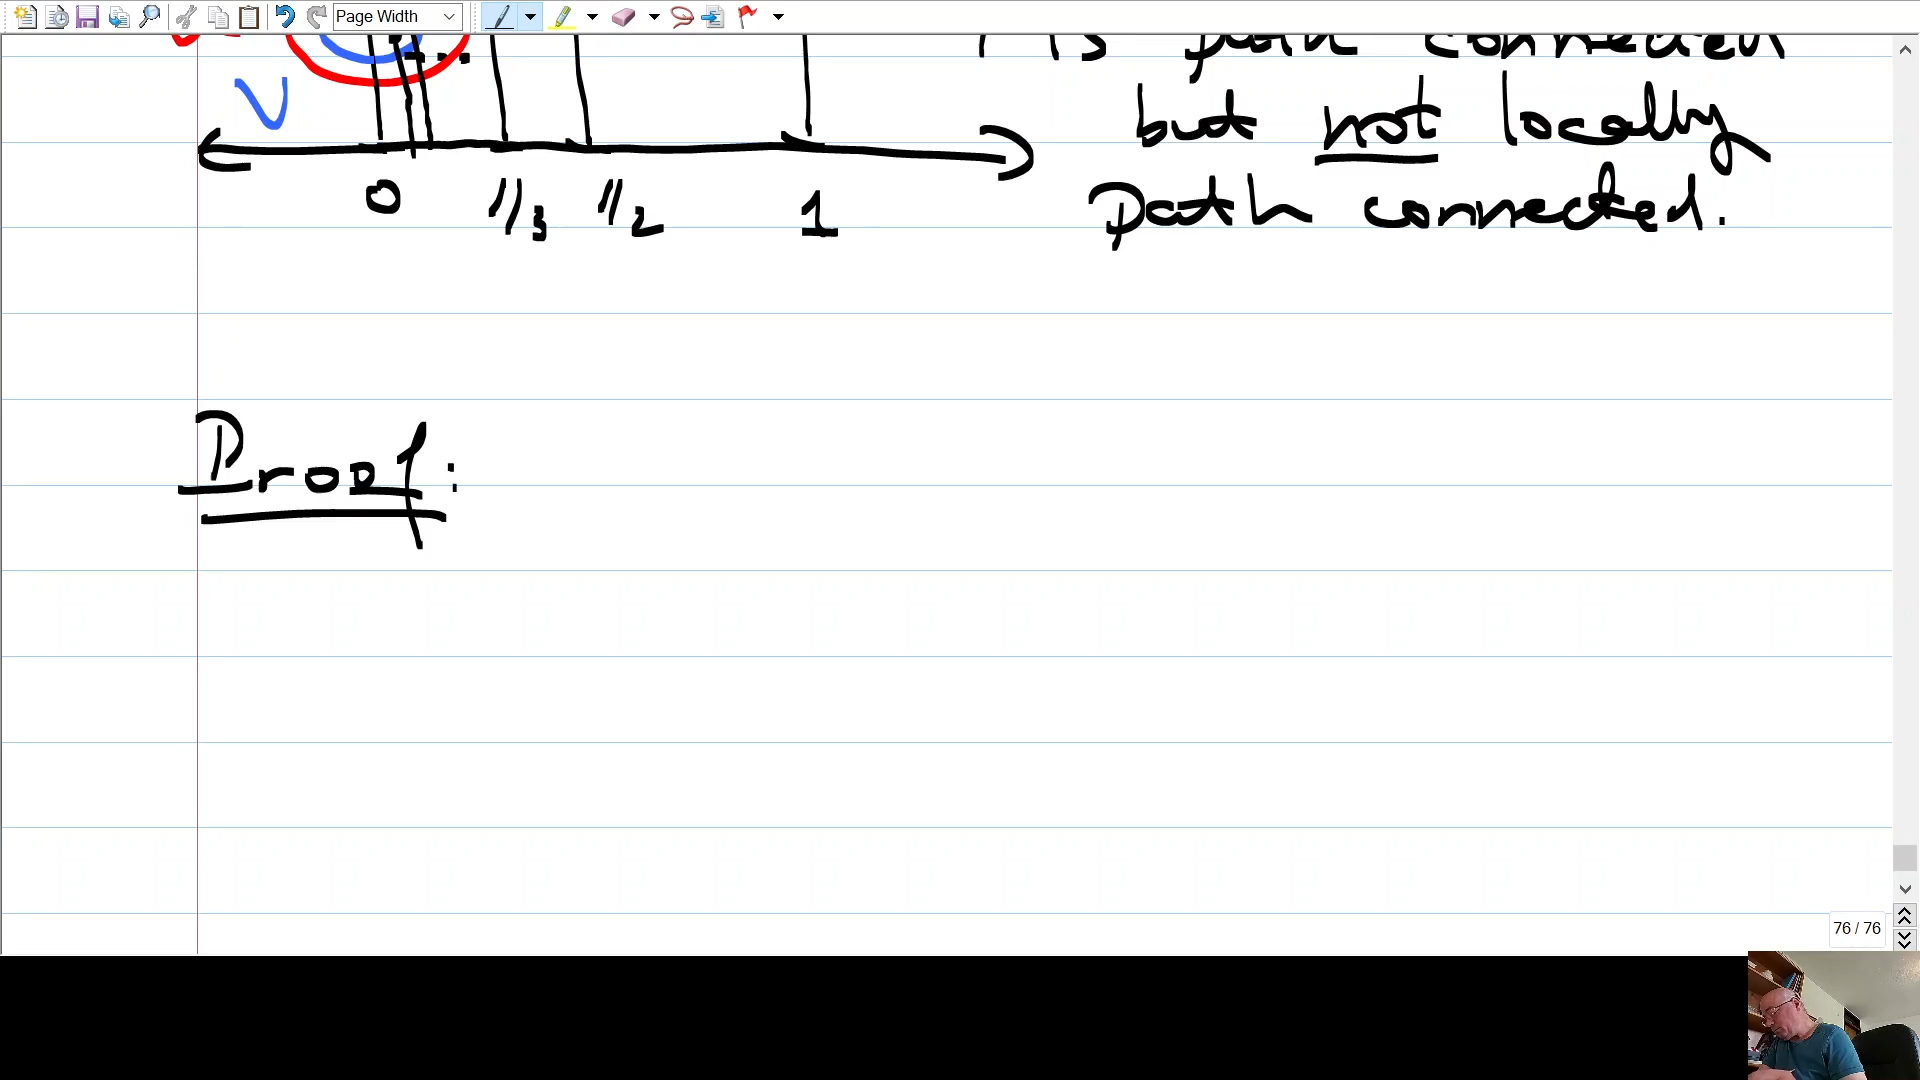 Page Width
Y is path connected
V
but not locally
0 1/3 1/2 1
path connected.
Proof:
76 / 76